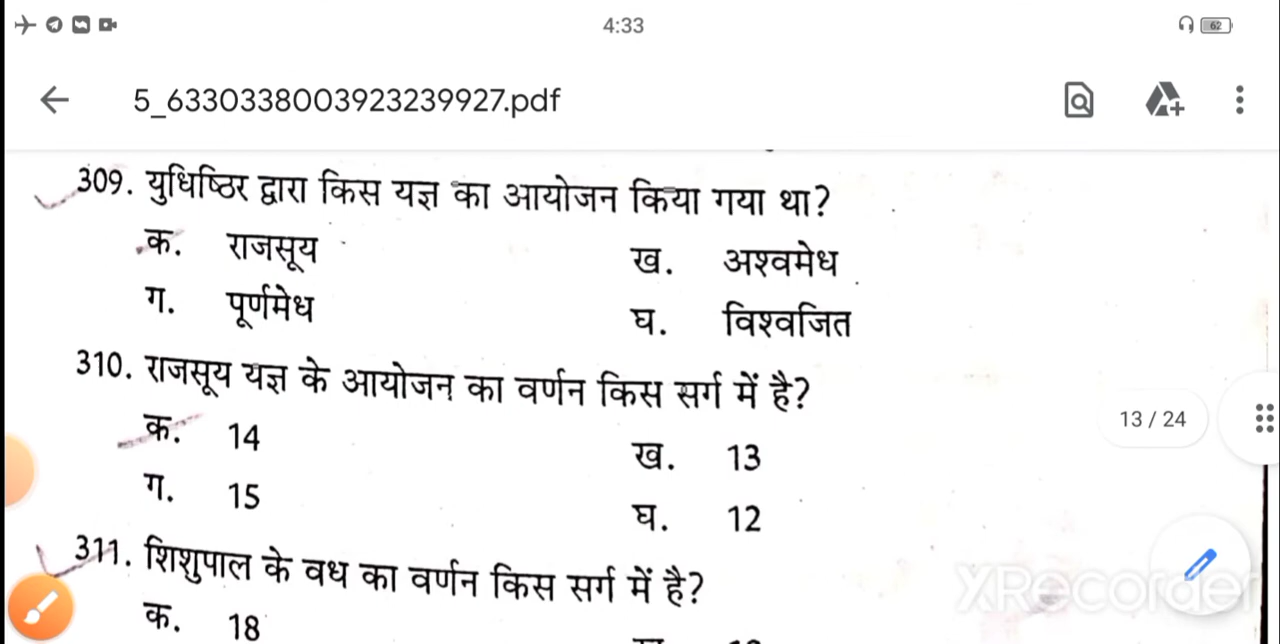 4:33
62
5_6330338003923239927.pdf
309. युधिष्ठिर द्वारा किस यज्ञ का आयोजन किया गया था?
क. राजसूय ख. अश्वमेध
ग. पूर्णमेध घ. विश्वजित
310. राजसूय यज्ञ के आयोजन का वर्णन किस सर्ग में है?
13 / 24
क. 14 ख. 13
ग. 15 घ. 12
311. शिशुपाल के वध का वर्णन किस सर्ग में है?
XRecorder
क. 18